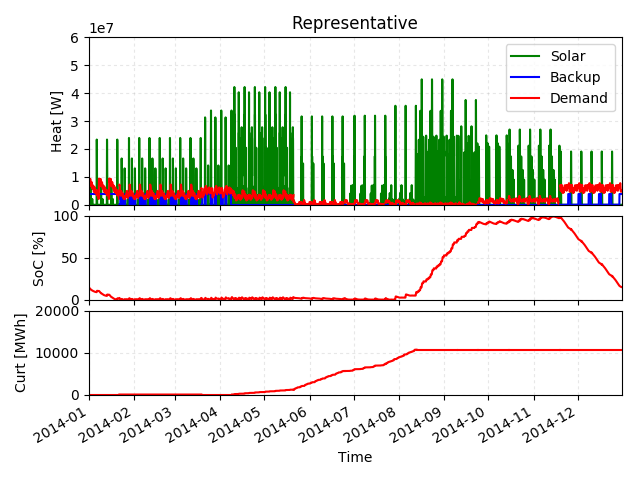 Representative
1e7
6
5
4
3
2
1
0
Heat [W]
Solar
Backup
Demand
100
50
0
SoC [%]
20000
10000
0
Curt [MWh]
2014-01
2014-02
2014-03
2014-04
2014-05
2014-06
2014-07
2014-08
2014-09
2014-10
2014-11
2014-12
Time